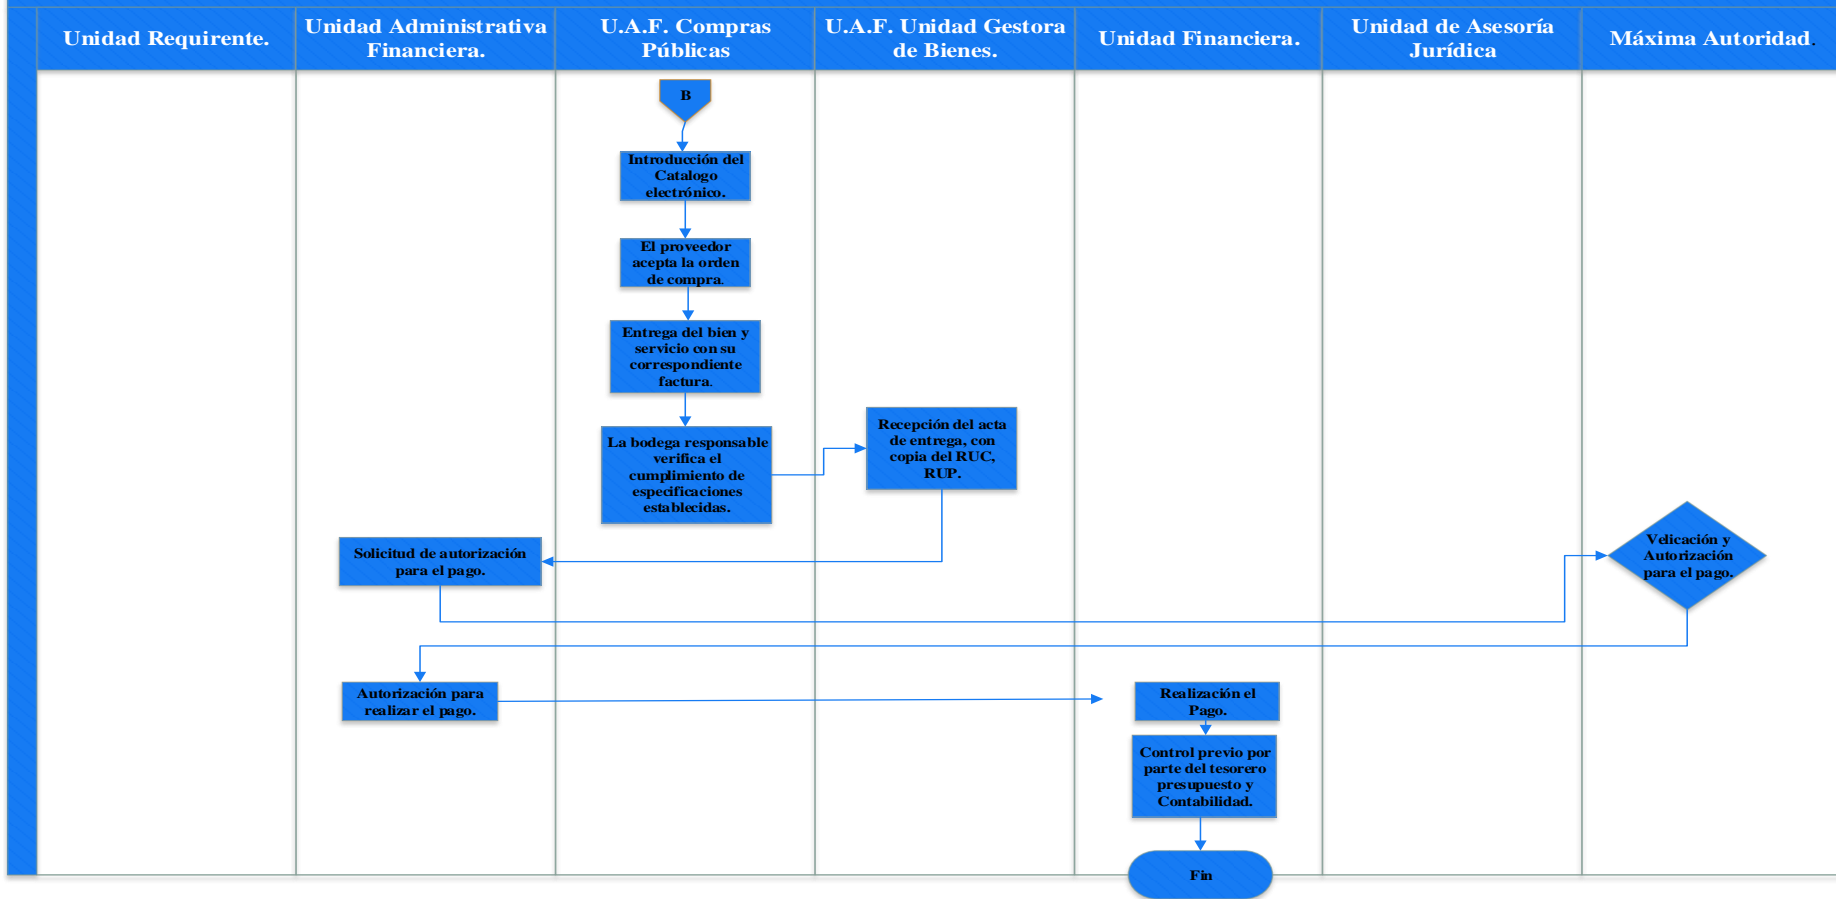 Unidad Requirente.
Unidad Administrativa
Financiera.
U.A.F. Compras
Públicas
U.A.F. Unidad Gestora
de Bienes.
Unidad Financiera.
Unidad de Asesoría
Jurídica
Máxima Autoridad.
B
Introducción del
Catalogo
electrónico.
El proveedor
acepta la orden
de compra.
Entrega del bien y
servicio con su
correspondiente
factura.
La bodega responsable
verifica el
cumplimiento de
especificaciones
establecidas.
Recepción del acta
de entrega, con
copia del RUC,
RUP.
Solicitud de autorización
para el pago.
Velicación y
Autorización
para el pago.
Autorización para
realizar el pago.
Realización el
Pago.
Control previo por
parte del tesorero
presupuesto y
Contabilidad.
Fin